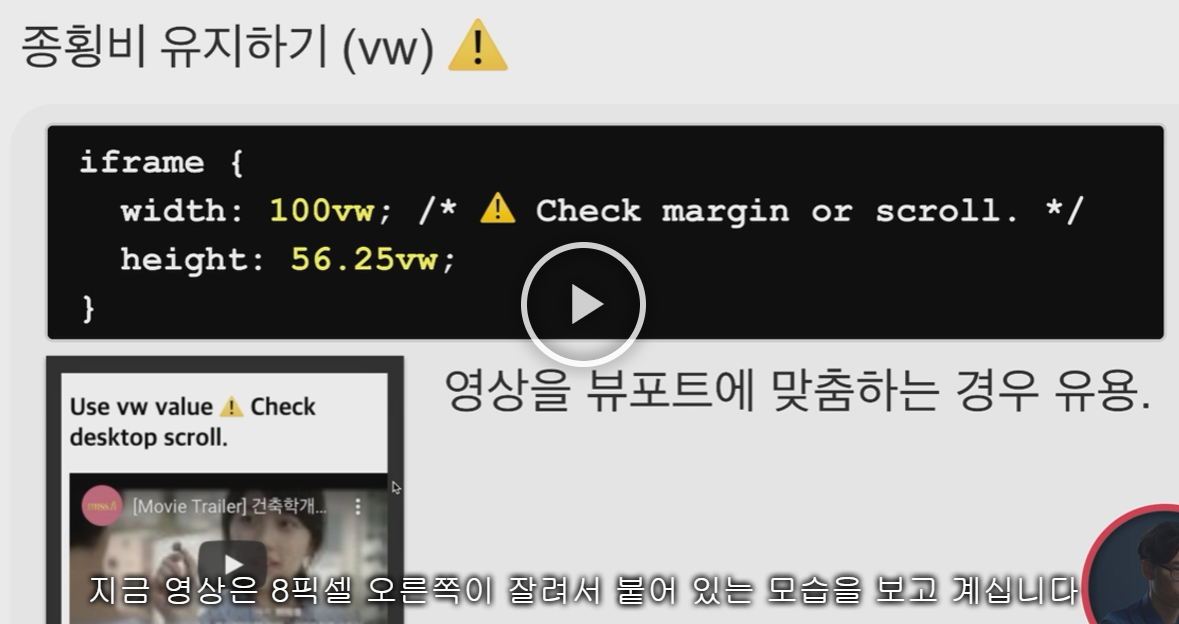 종횡비 유지하기 (vw) ⚠️
iframe {
width: 100vw; /* ⚠️ Check margin or scroll. */
height: 56.25vw;
}
영상을 뷰포트에 맞춤하는 경우 유용.
Use vw value ⚠️ Check
desktop scroll.
[Movie Trailer] 건축학개...
지금 영상은 8픽셀 오른쪽이 잘려서 붙어 있는 모습을 보고 계십니다